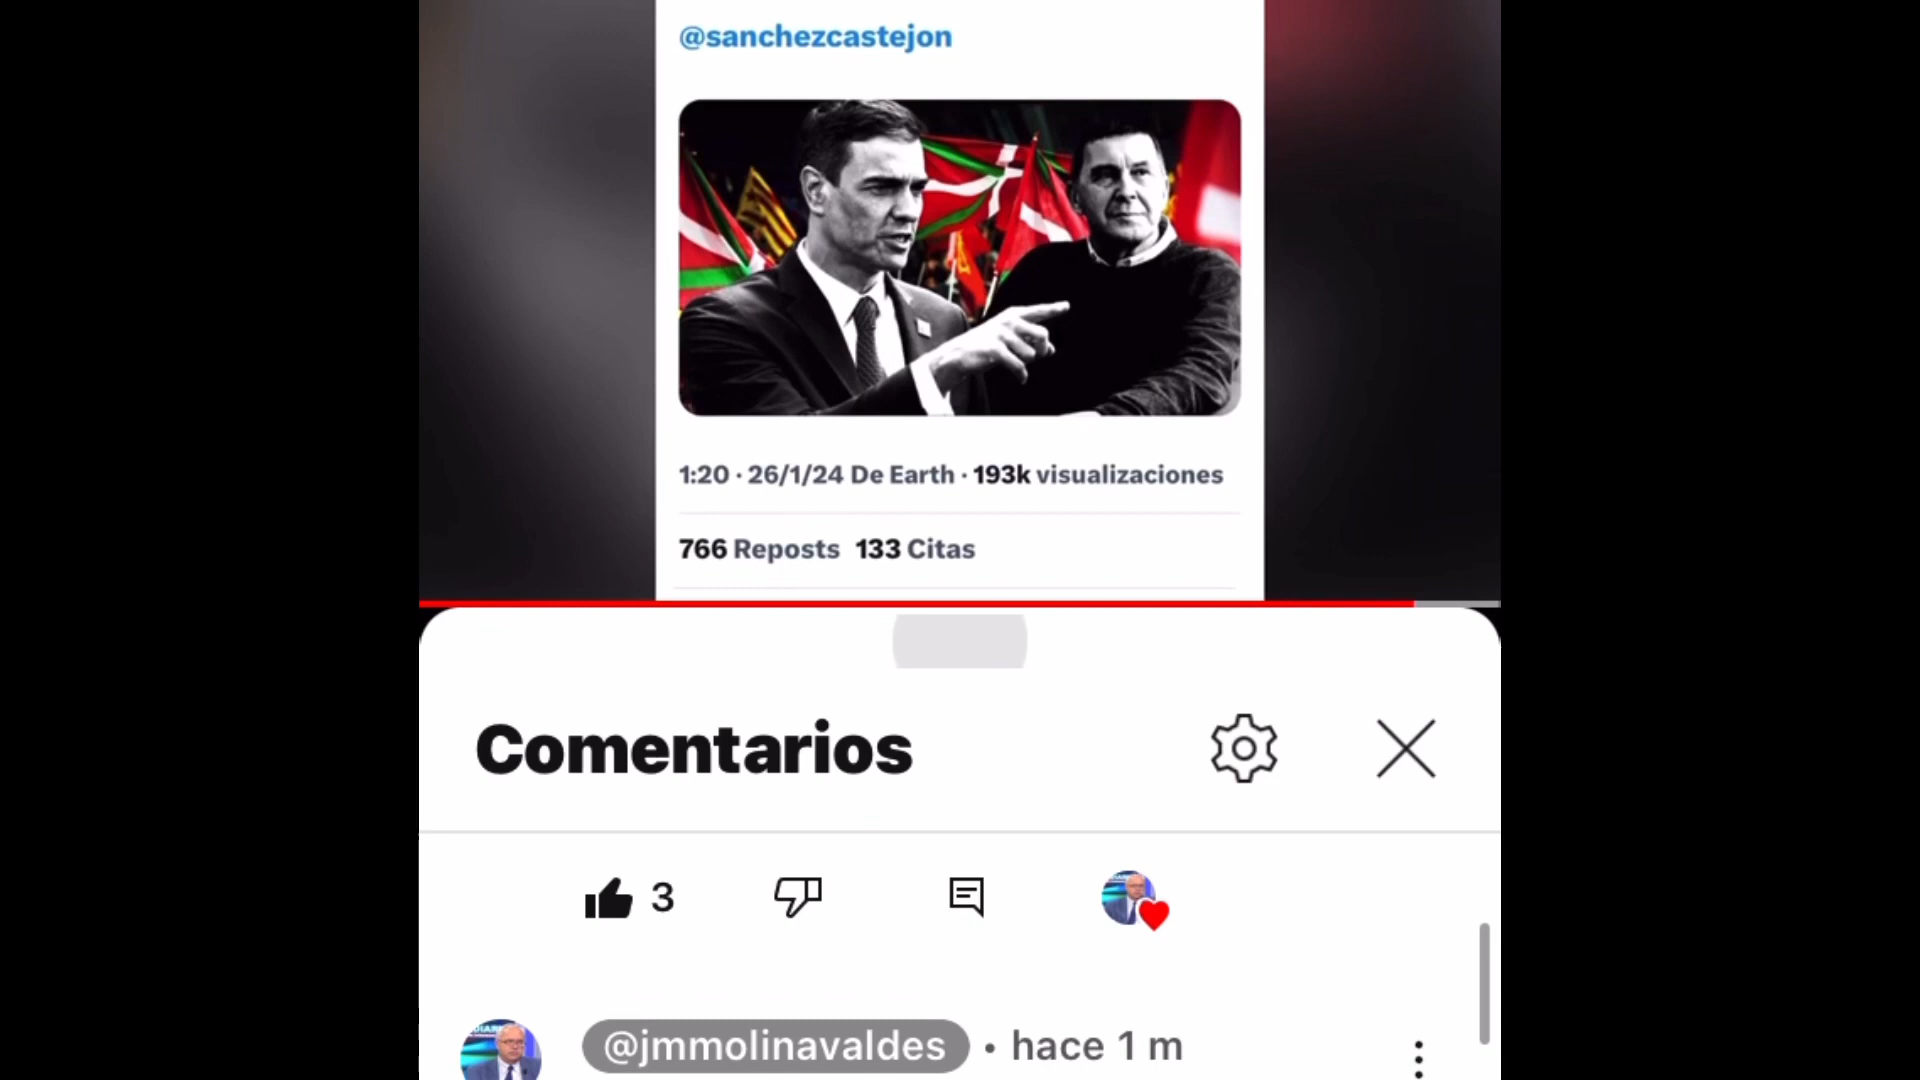 @sanchezcastejon
1:20 · 26/1/24 De Earth · 193k visualizaciones
766 Reposts 133 Citas
Comentarios
3
@jmmolinavaldes • hace 1 m